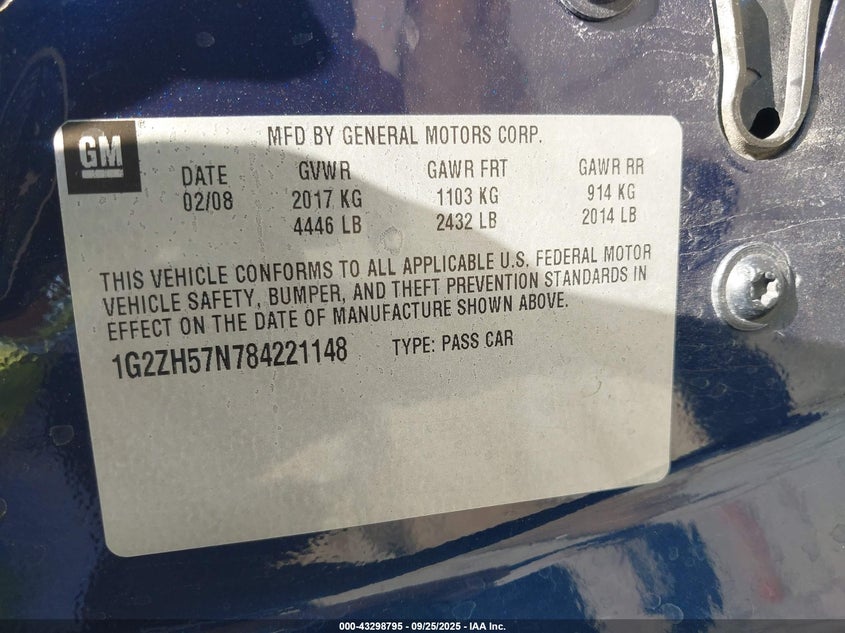 GM
MFD BY GENERAL MOTORS CORP.
DATE GVWR GAWR FRT GAWR RR
02/08 2017 KG 1103 KG 914 KG
4446 LB 2432 LB 2014 LB
THIS VEHICLE CONFORMS TO ALL APPLICABLE U.S. FEDERAL MOTOR
VEHICLE SAFETY, BUMPER, AND THEFT PREVENTION STANDARDS IN
EFFECT ON THE DATE OF MANUFACTURE SHOWN ABOVE.
1G2ZH57N784221148 TYPE: PASS CAR
000-43298795 - 09/25/2025 - IAA Inc.